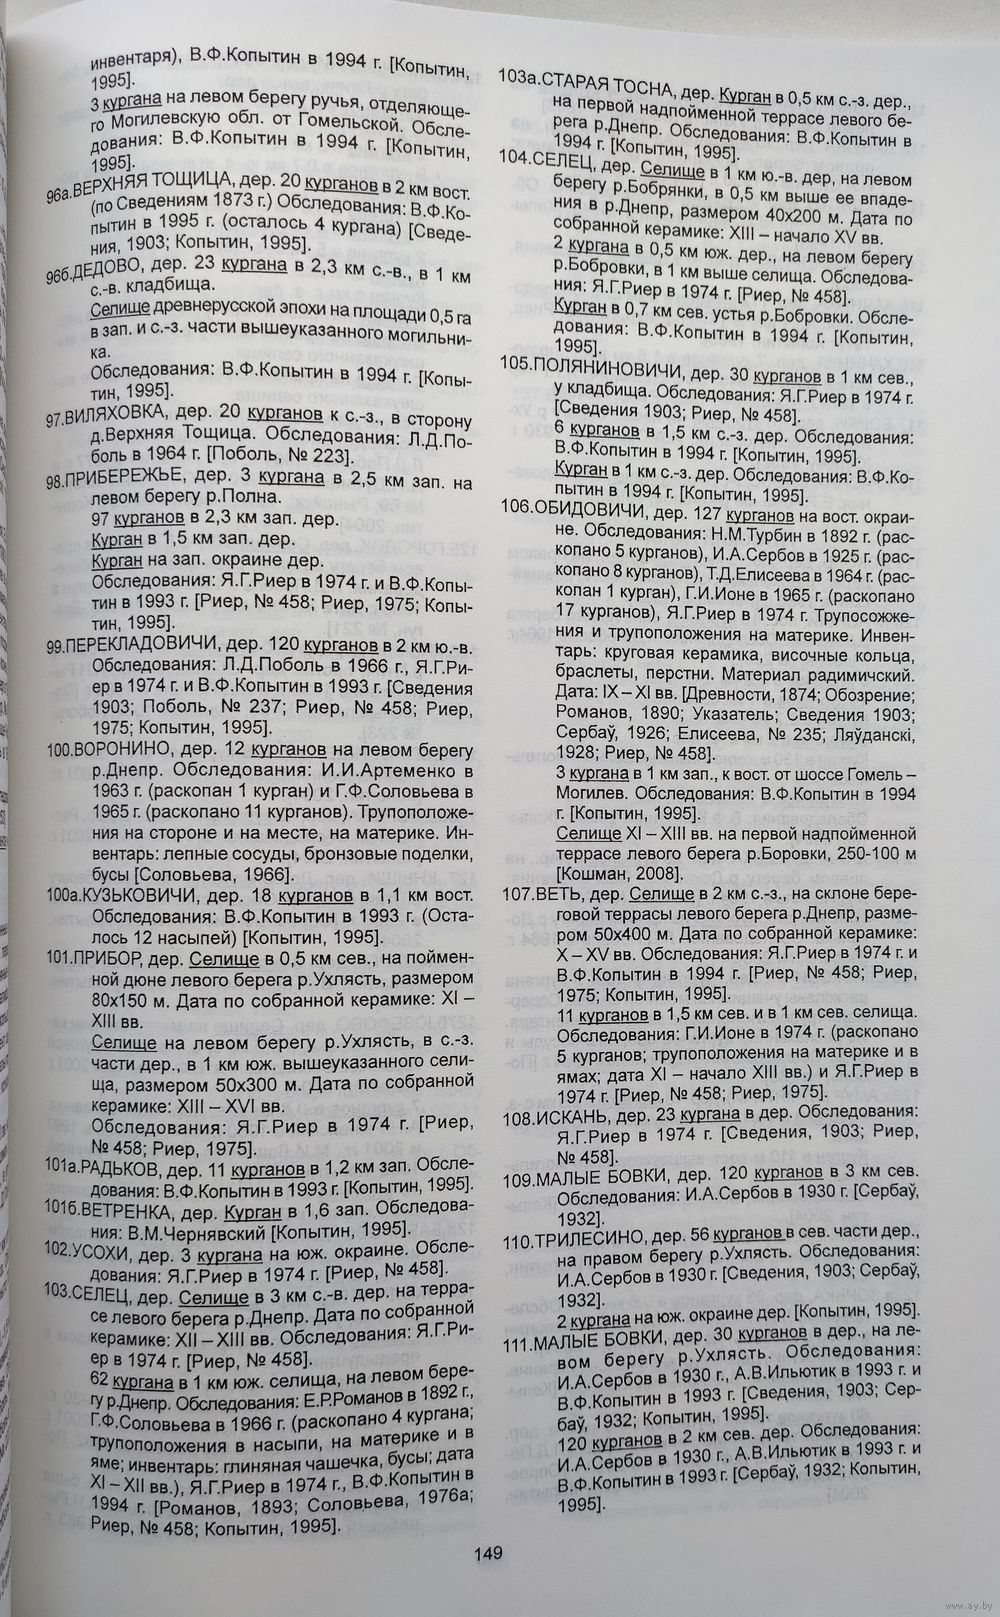 инвентаря), В.Ф.Копытин в 1994 г. [Копытин,
1995].
3 кургана на левом берегу ручья, отделяюще-
го Могилевскую обл. от Гомельской. Обсле-
дования: В.Ф.Копытин в 1994 г. [Копытин,
1995].
96а.ВЕРХНЯЯ ТОЩИЦА, дер. 20 курганов в 2 км вост.
(по Сведениям 1873 г.) Обследования: В.Ф.Ко-
пытин в 1995 г. (осталось 4 кургана) [Сведе-
ния, 1903; Копытин, 1995].
96б.ДЕДОВО, дер. 23 кургана в 2,3 км с.-в., в 1 км
с.-в. кладбища.
Селище древнерусской эпохи на площади 0,5 га
в зап. и с.-з. части вышеуказанного могильни-
ка.
Обследования: В.Ф.Копытин в 1994 г. [Копы-
тин, 1995].
97.ВИЛЯХОВКА, дер. 20 курганов к с.-з., в сторону
д.Верхняя Тощица. Обследования: Л.Д.По-
боль в 1964 г. [Поболь, № 223].
98.ПРИБЕРЕЖЬЕ, дер. 3 кургана в 2,5 км зап. на
левом берегу р.Полна.
97 курганов в 2,3 км зап. дер.
Курган в 1,5 км зап. дер.
Курган на зап. окраине дер.
Обследования: Я.Г.Риер в 1974 г. и В.Ф.Копы-
тин в 1993 г. [Риер, № 458; Риер, 1975; Копы-
тин, 1995].
99.ПЕРЕКЛАДОВИЧИ, дер. 120 курганов в 2 км ю.-в.
Обследования: Л.Д.Поболь в 1966 г., Я.Г.Ри-
ер в 1974 г. и В.Ф.Копытин в 1993 г. [Сведения
1903; Поболь, № 237; Риер, № 458; Риер,
1975; Копытин, 1995].
100.ВОРОНИНО, дер. 12 курганов на левом берегу
р.Днепр. Обследования: И.И.Артеменко в
1963 г. (раскопан 1 курган) и Г.Ф.Соловьева в
1965 г. (раскопано 11 курганов). Трупоположе-
ния на стороне и на месте, на материке. Ин-
вентарь: лепные сосуды, бронзовые поделки,
бусы [Соловьева, 1966].
100а.КУЗЬКОВИЧИ, дер. 18 курганов в 1,1 км вост.
Обследования: В.Ф.Копытин в 1993 г. (Оста-
лось 12 насыпей) [Копытин, 1995].
101.ПРИБОР, дер. Селище в 0,5 км сев., на поймен-
ной дюне левого берега р.Ухлясть, размером
80х150 м. Дата по собранной керамике: XI –
XIII вв.
Селище на левом берегу р.Ухлясть, в с.-з.
части дер., в 1 км юж. вышеуказанного сели-
ща, размером 50х300 м. Дата по собранной
керамике: XIII – XVI вв.
Обследования: Я.Г.Риер в 1974 г. [Риер,
№ 458; Риер, 1975].
101а.РАДЬКОВ, дер. 11 курганов в 1,2 км зап. Обсле-
дования: В.Ф.Копытин в 1993 г. [Копытин, 1995].
101б.ВЕТРЕНКА, дер. Курган в 1,6 зап. Обследова-
ния: В.М.Чернявский [Копытин, 1995].
102.УСОХИ, дер. 3 кургана на юж. окраине. Обсле-
дования: Я.Г.Риер в 1974 г. [Риер, № 458].
103.СЕЛЕЦ, дер. Селище в 3 км с.-в. дер. на терра-
се левого берега р.Днепр. Дата по собранной
керамике: XII – XIII вв. Обследования: Я.Г.Ри-
ер в 1974 г. [Риер, № 458].
62 кургана в 1 км юж. селища, на левом бере-
гу р.Днепр. Обследования: Е.Р.Романов в 1892 г.,
Г.Ф.Соловьева в 1966 г. (раскопано 4 кургана;
трупоположения в насыпи, на материке и в
яме; инвентарь: глиняная чашечка, бусы; дата
XI – XII вв.), Я.Г.Риер в 1974 г., В.Ф.Копытин в
1994 г. [Романов, 1893; Соловьева, 1976а;
Риер, № 458; Копытин, 1995].
103а.СТАРАЯ ТОСНА, дер. Курган в 0,5 км с.-з. дер.,
на первой надпойменной террасе левого бе-
рега р.Днепр. Обследования: В.Ф.Копытин в
1994 г. [Копытин, 1995].
104.СЕЛЕЦ, дер. Селище в 1 км ю.-в. дер, на левом
берегу р.Бобрянки, в 0,5 км выше ее впаде-
ния в р.Днепр, размером 40х200 м. Дата по
собранной керамике: XIII – начало XV вв.
2 кургана в 0,5 км юж. дер., на левом берегу
р.Бобровки, в 1 км выше селища. Обследова-
ния: Я.Г.Риер в 1974 г. [Риер, № 458].
Курган в 0,7 км сев. устья р.Бобровки. Обсле-
дования: В.Ф.Копытин в 1994 г. [Копытин,
1995].
105.ПОЛЯНИНОВИЧИ, дер. 30 курганов в 1 км сев.,
у кладбища. Обследования: Я.Г.Риер в 1974 г.
[Сведения 1903; Риер, № 458].
6 курганов в 1,5 км с.-з. дер. Обследования:
В.Ф.Копытин в 1994 г. [Копытин, 1995].
Курган в 1 км с.-з. дер. Обследования: В.Ф.Ко-
пытин в 1994 г. [Копытин, 1995].
106.ОБИДОВИЧИ, дер. 127 курганов на вост. окраи-
не. Обследования: Н.М.Турбин в 1892 г. (рас-
копано 5 курганов), И.А.Сербов в 1925 г. (рас-
копано 8 курганов), Т.Д.Елисеева в 1964 г. (рас-
копан 1 курган), Г.И.Ионе в 1965 г. (раскопано
17 курганов), Я.Г.Риер в 1974 г. Трупосожже-
ния и трупоположения на материке. Инвен-
тарь: круговая керамика, височные кольца,
браслеты, перстни. Материал радимичский.
Дата: IX – XI вв. [Древности, 1874; Обозрение;
Романов, 1890; Указатель; Сведения 1903;
Сербаў, 1926; Елисеева, № 235; Ляўданскі,
1928; Риер, № 458].
3 кургана в 1 км зап., к вост. от шоссе Гомель –
Могилев. Обследования: В.Ф.Копытин в 1994
г. [Копытин, 1995].
Селище XI – XIII вв. на первой надпойменной
террасе левого берега р.Боровки, 250-100 м
[Кошман, 2008].
107.ВЕТЬ, дер. Селище в 2 км с.-з., на склоне бере-
говой террасы левого берега р.Днепр, разме-
ром 50х400 м. Дата по собранной керамике:
X – XV вв. Обследования: Я.Г.Риер в 1974 г. и
В.Ф.Копытин в 1994 г. [Риер, № 458; Риер,
1975; Копытин, 1995].
11 курганов в 1,5 км сев. и в 1 км сев. селища.
Обследования: Г.И.Ионе в 1974 г. (раскопано
5 курганов; трупоположения на материке и в
ямах; дата XI – начало XIII вв.) и Я.Г.Риер в
1974 г. [Риер, № 458; Риер, 1975].
108.ИСКАНЬ, дер. 23 кургана в дер. Обследования:
Я.Г.Риер в 1974 г. [Сведения, 1903; Риер,
№ 458].
109.МАЛЫЕ БОВКИ, дер. 120 курганов в 3 км сев.
Обследования: И.А.Сербов в 1930 г. [Сербаў,
1932].
110.ТРИЛЕСИНО, дер. 56 курганов в сев. части дер.,
на правом берегу р.Ухлясть. Обследования:
И.А.Сербов в 1930 г. [Сведения, 1903; Сербаў,
1932].
2 кургана на юж. окраине дер. [Копытин, 1995].
111.МАЛЫЕ БОВКИ, дер. 30 курганов в дер., на ле-
вом берегу р.Ухлясть. Обследования:
И.А.Сербов в 1930 г., А.В.Ильютик в 1993 г. и
В.Ф.Копытин в 1993 г. [Сведения, 1903; Сер-
баў, 1932; Копытин, 1995].
120 курганов в 2 км сев. дер. Обследования:
И.А.Сербов в 1930 г., А.В.Ильютик в 1993 г. и
В.Ф.Копытин в 1993 г. [Сербаў, 1932; Копытин,
1995].
149
www.ay.by